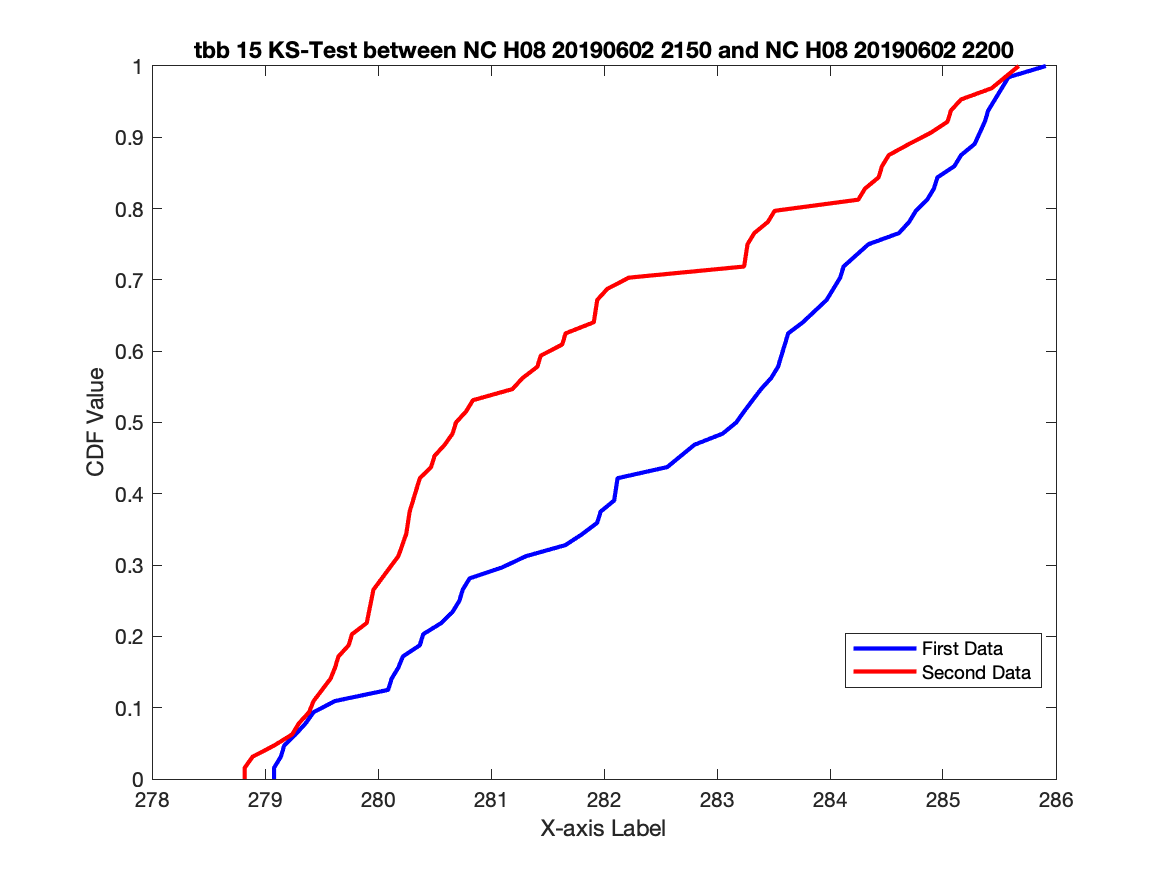 tbb 15 KS-Test between NC H08 20190602 2150 and NC H08 20190602 2200
1
0.9
0.8
0.7
0.6
0.5
0.4
0.3
0.2
0.1
0
CDF Value
First Data
Second Data
278 279 280 281 282 283 284 285 286
X-axis Label